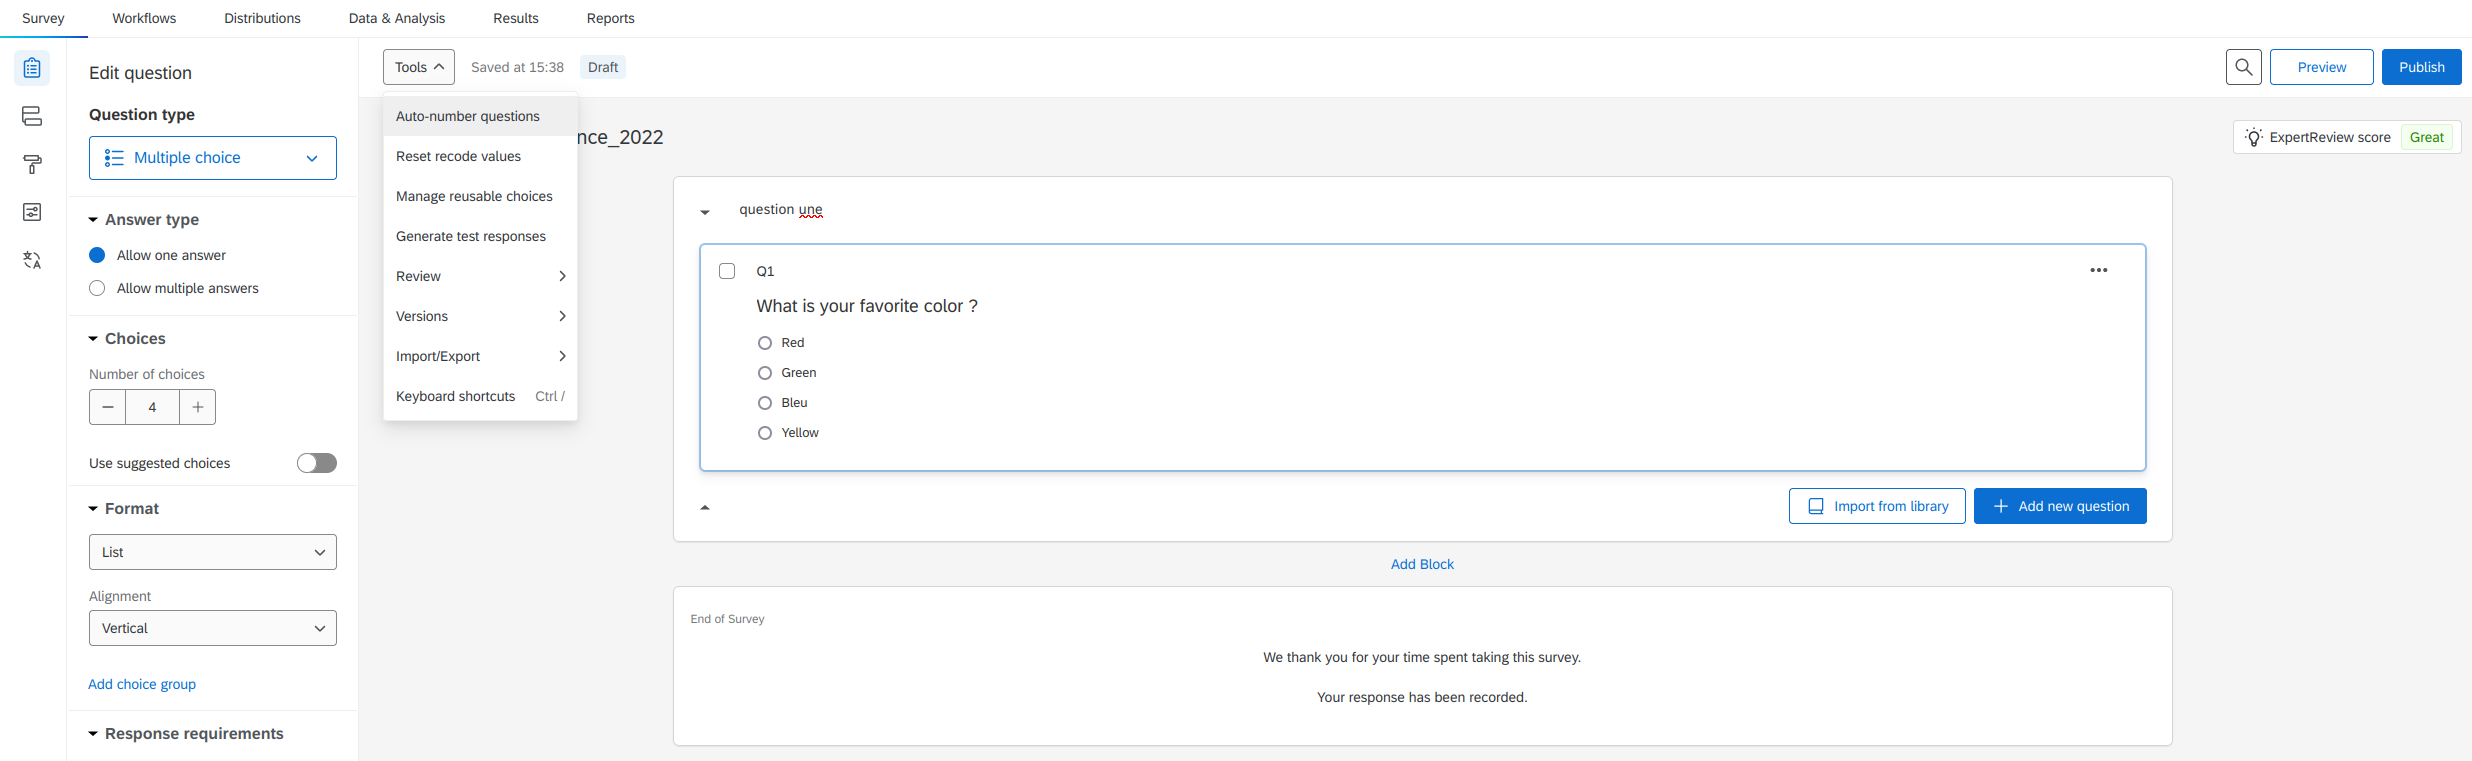 Survey Workflows Distributions Data & Analysis Results Reports
Edit question
Question type
Multiple choice
Answer type
Allow one answer
Allow multiple answers
Choices
Number of choices
4
Use suggested choices
Format
List
Alignment
Vertical
Add choice group
Response requirements
Tools Saved at 15:38 Draft
Preview Publish
Auto-number questions
Reset recode values
Manage reusable choices
Generate test responses
Review
Versions
Import/Export
Keyboard shortcuts Ctrl /
nce_2022
ExpertReview score Great
question une
Q1
What is your favorite color ?
Red
Green
Bleu
Yellow
Import from library Add new question
Add Block
End of Survey
We thank you for your time spent taking this survey.
Your response has been recorded.